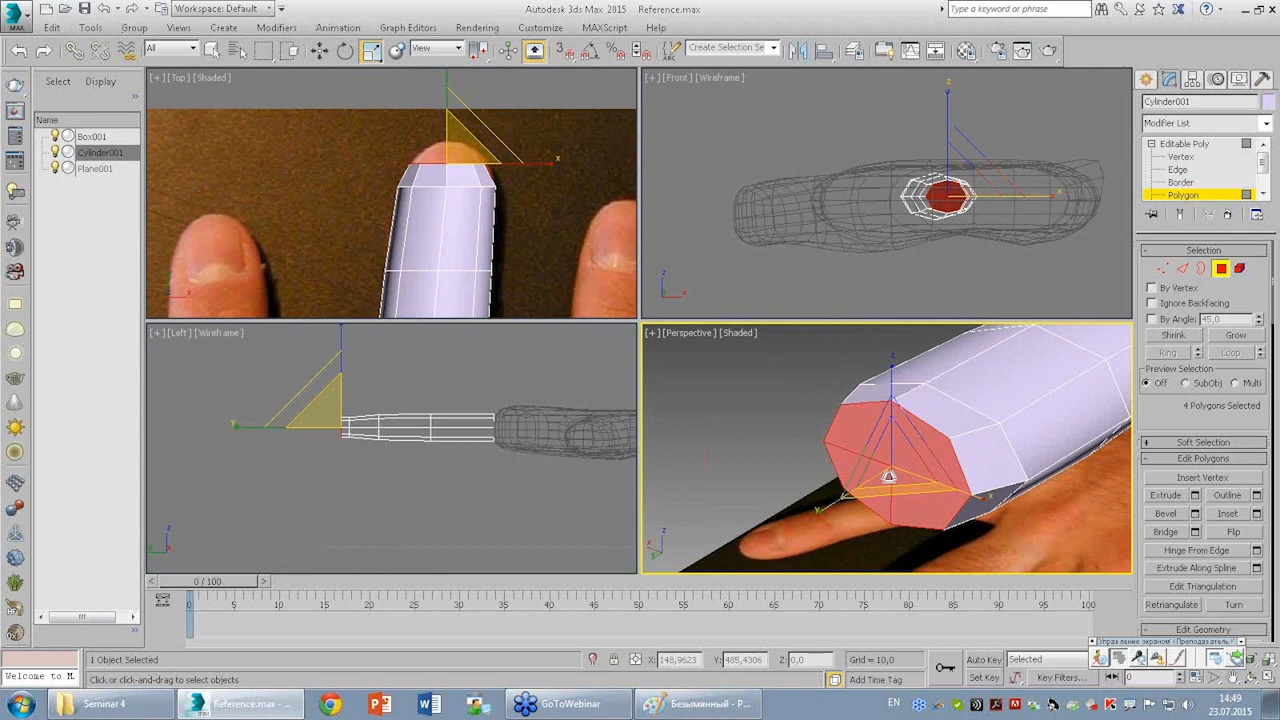 MAX
Workspace: Default
Autodesk 3ds Max 2015 Reference.max
Type a keyword or phrase
Edit Tools Group Views Create Modifiers Animation Graph Editors Rendering Customize MAXScript Help
All
View
Create Selection Se
Select Display
Name
Box001
Cylinder001
Plane001
[+] [Top] [Shaded]
[+] [Front] [Wireframe]
[+] [Left] [Wireframe]
[+] [Perspective] [Shaded]
Cylinder001
Modifier List
Editable Poly
Vertex
Edge
Border
Polygon
Selection
By Vertex
Ignore Backfacing
By Angle: 45,0
Shrink Grow
Ring Loop
Preview Selection
Off SubObj Multi
4 Polygons Selected
Soft Selection
Edit Polygons
Insert Vertex
Extrude Outline
Bevel Inset
Bridge Flip
Hinge From Edge
Extrude Along Spline
Edit Triangulation
Retriangulate Turn
Edit Geometry
0 / 100
0 5 10 15 20 25 30 35 40 45 50 55 60 65 70 75 80 85 90 95 100
1 Object Selected X: 148,9623 Y: 485,4306 Z: 0,0 Grid = 10,0 Auto Key Selected
Welcome to M
Click or click-and-drag to select objects Add Time Tag Set Key Key Filters... 0
Seminar 4
Reference.max - ...
GoToWebinar
Безымянный - P...
EN
14:49
23.07.2015